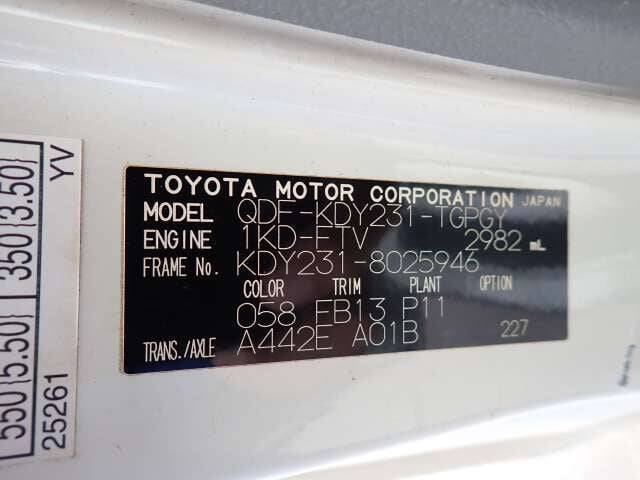 TOYOTA MOTOR CORPORATION JAPAN
MODEL QDF-KDY231-TGPGY
ENGINE 1KD-FTV 2982 mL
FRAME No. KDY231-8025946
COLOR TRIM PLANT OPTION
058 FB13 P11
TRANS./AXLE A442E A01B 227
550(5.50) 350(3.50)
25261 YV